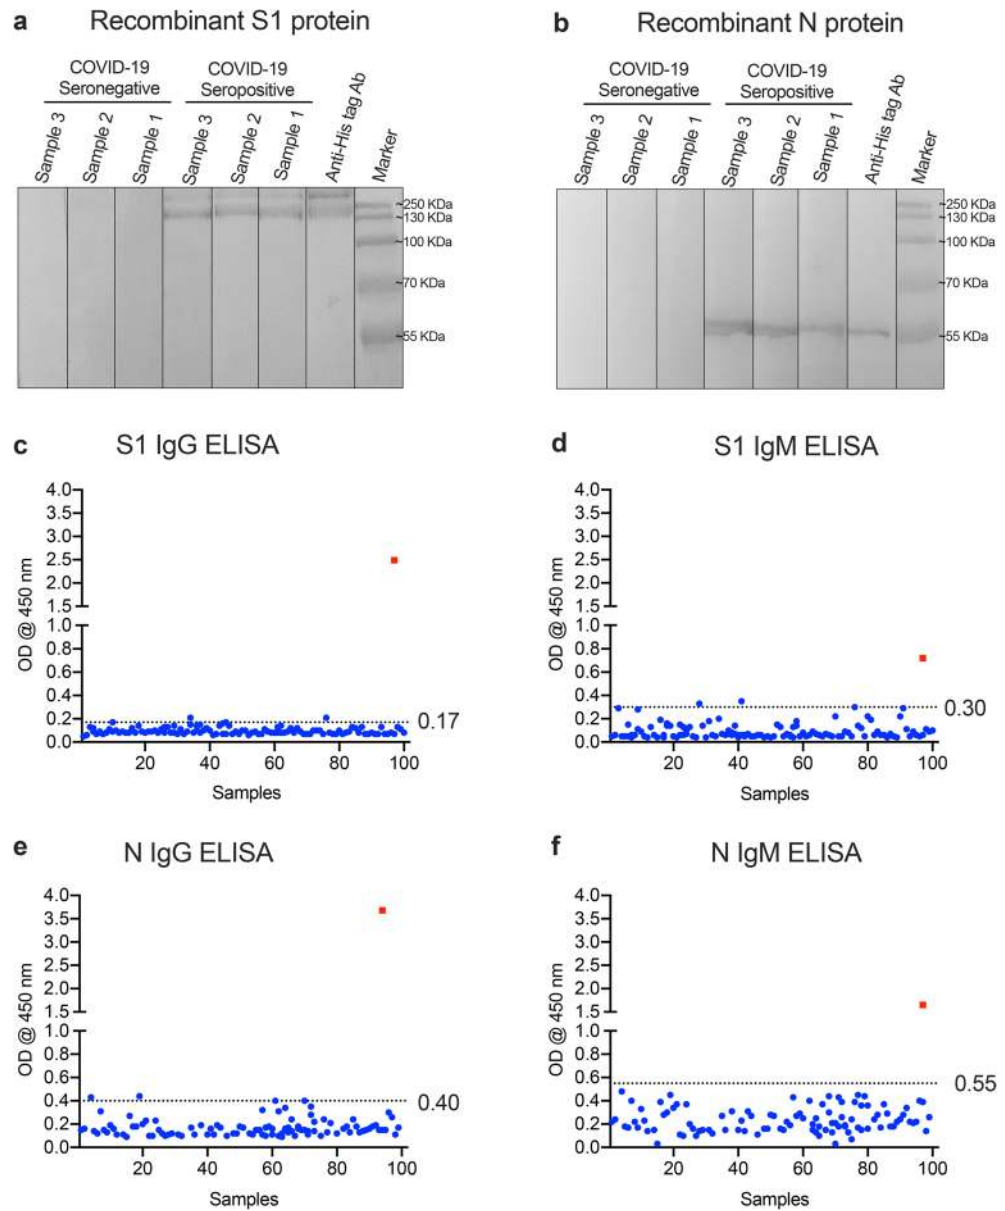 a Recombinant S1 protein
COVID-19
Seronegative
COVID-19
Seropositive
Sample 3
Sample 2
Sample 1
Sample 3
Sample 2
Sample 1
Anti-His tag Ab
Marker
~250 KDa
~130 KDa
~100 KDa
~70 KDa
~55 KDa
b Recombinant N protein
COVID-19
Seronegative
COVID-19
Seropositive
Sample 3
Sample 2
Sample 1
Sample 3
Sample 2
Sample 1
Anti-His tag Ab
Marker
~250 KDa
~130 KDa
~100 KDa
~70 KDa
~55 KDa
c S1 IgG ELISA
OD @ 450 nm
4.0
3.5
3.0
2.5
2.0
1.5
1.0
0.8
0.6
0.4
0.2
0.0
0.17
20 40 60 80 100
Samples
d S1 IgM ELISA
OD @ 450 nm
4.0
3.5
3.0
2.5
2.0
1.5
1.0
0.8
0.6
0.4
0.2
0.0
0.30
20 40 60 80 100
Samples
e N IgG ELISA
OD @ 450 nm
4.0
3.5
3.0
2.5
2.0
1.5
1.0
0.8
0.6
0.4
0.2
0.0
0.40
20 40 60 80 100
Samples
f N IgM ELISA
OD @ 450 nm
4.0
3.5
3.0
2.5
2.0
1.5
1.0
0.8
0.6
0.4
0.2
0.0
0.55
20 40 60 80 100
Samples